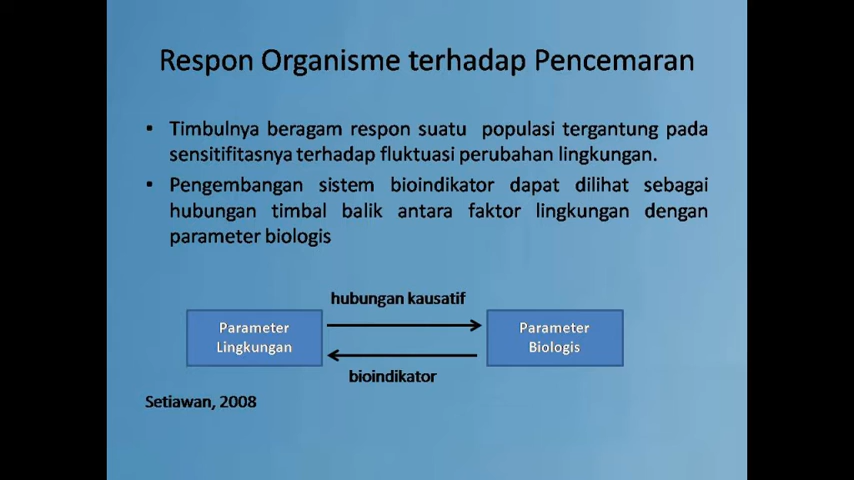 Respon Organisme terhadap Pencemaran
• Timbulnya beragam respon suatu populasi tergantung pada
sensitifitasnya terhadap fluktuasi perubahan lingkungan.
• Pengembangan sistem bioindikator dapat dilihat sebagai
hubungan timbal balik antara faktor lingkungan dengan
parameter biologis
hubungan kausatif
Parameter
Lingkungan
Parameter
Biologis
bioindikator
Setiawan, 2008